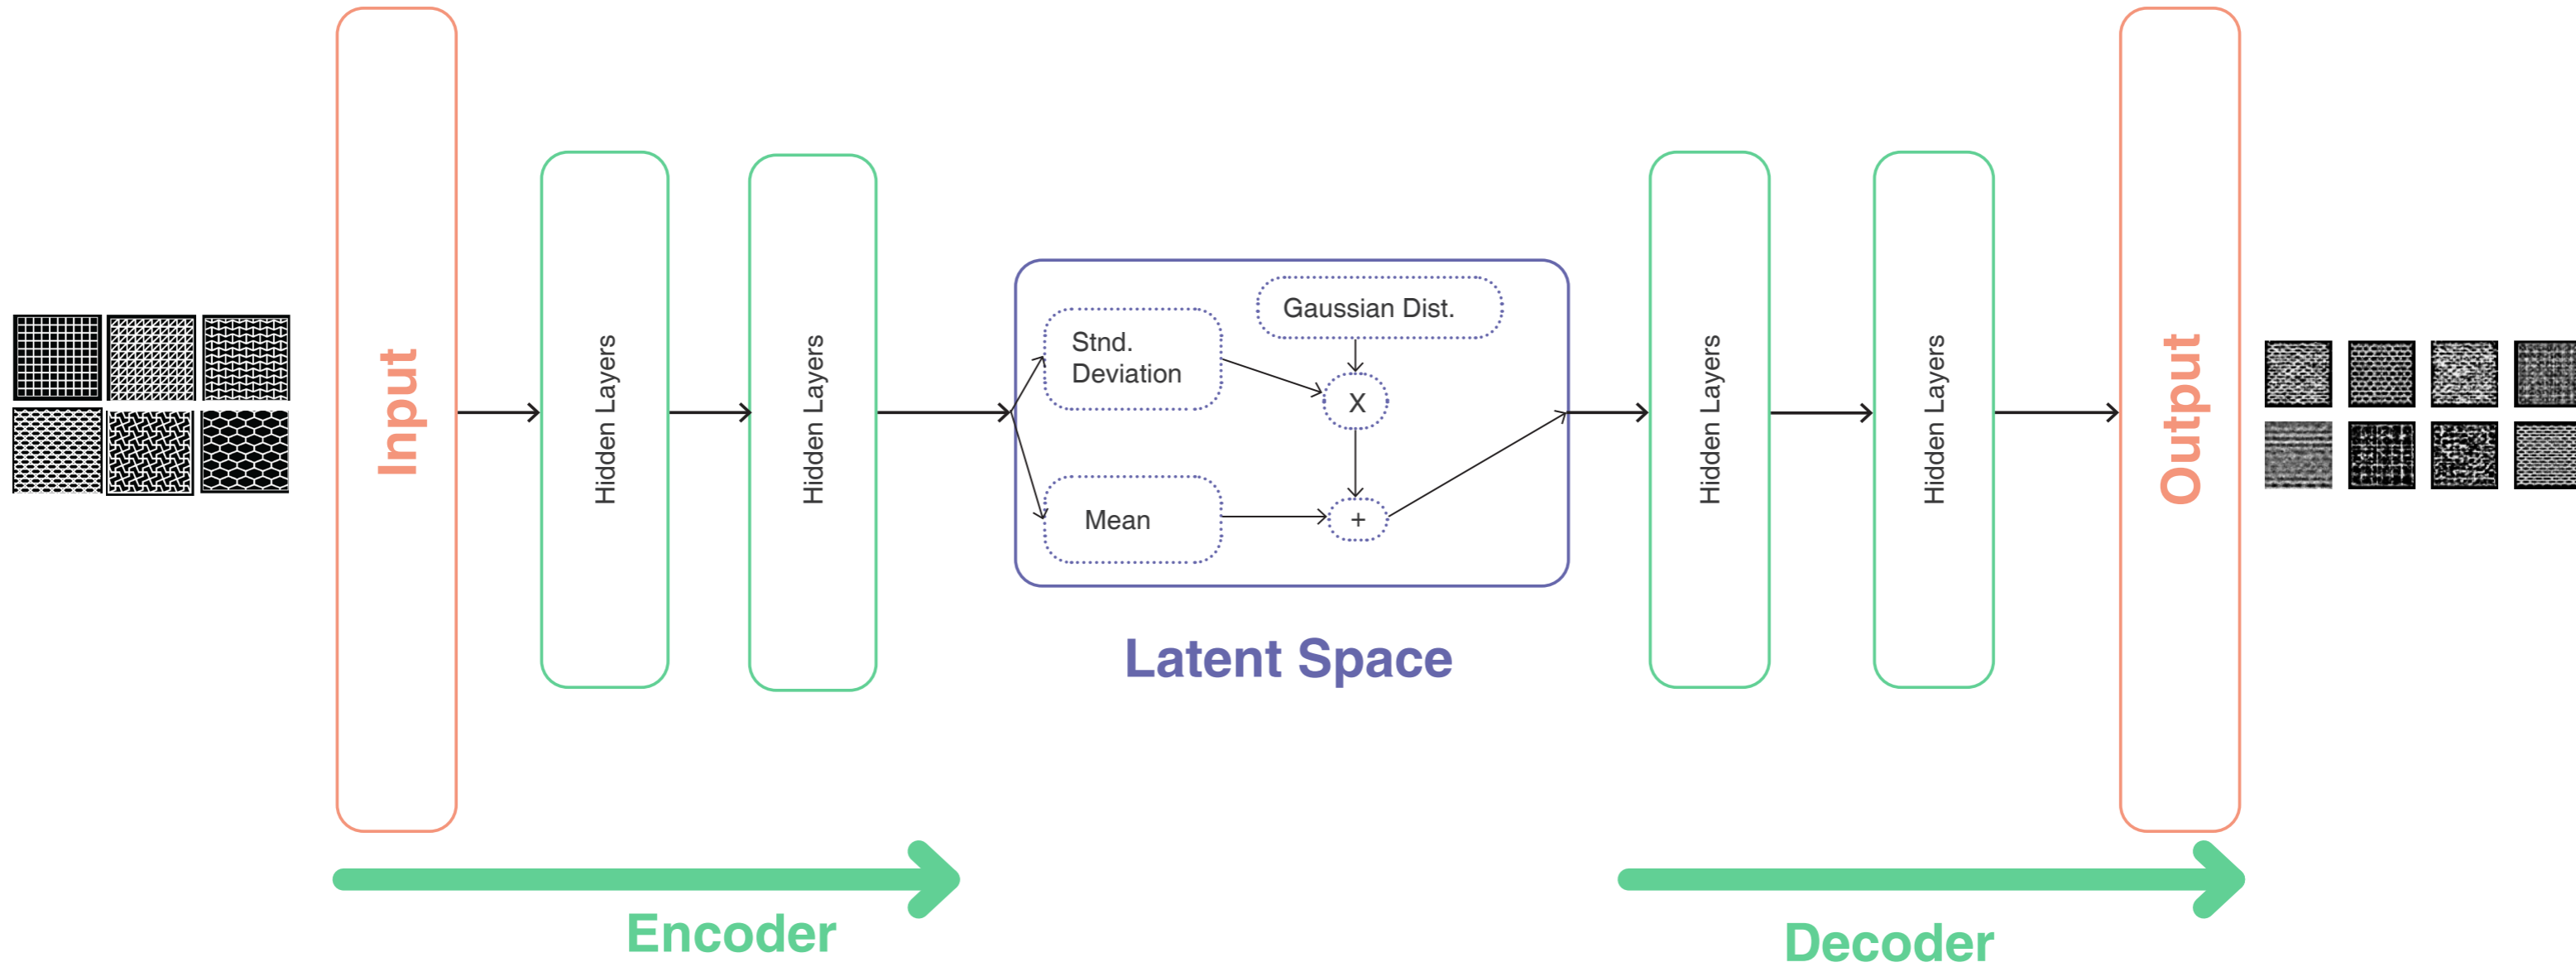 Input
Hidden Layers
Hidden Layers
Stnd.
Deviation
Gaussian Dist.
X
Mean
+
Latent Space
Hidden Layers
Hidden Layers
Output
Encoder
Decoder